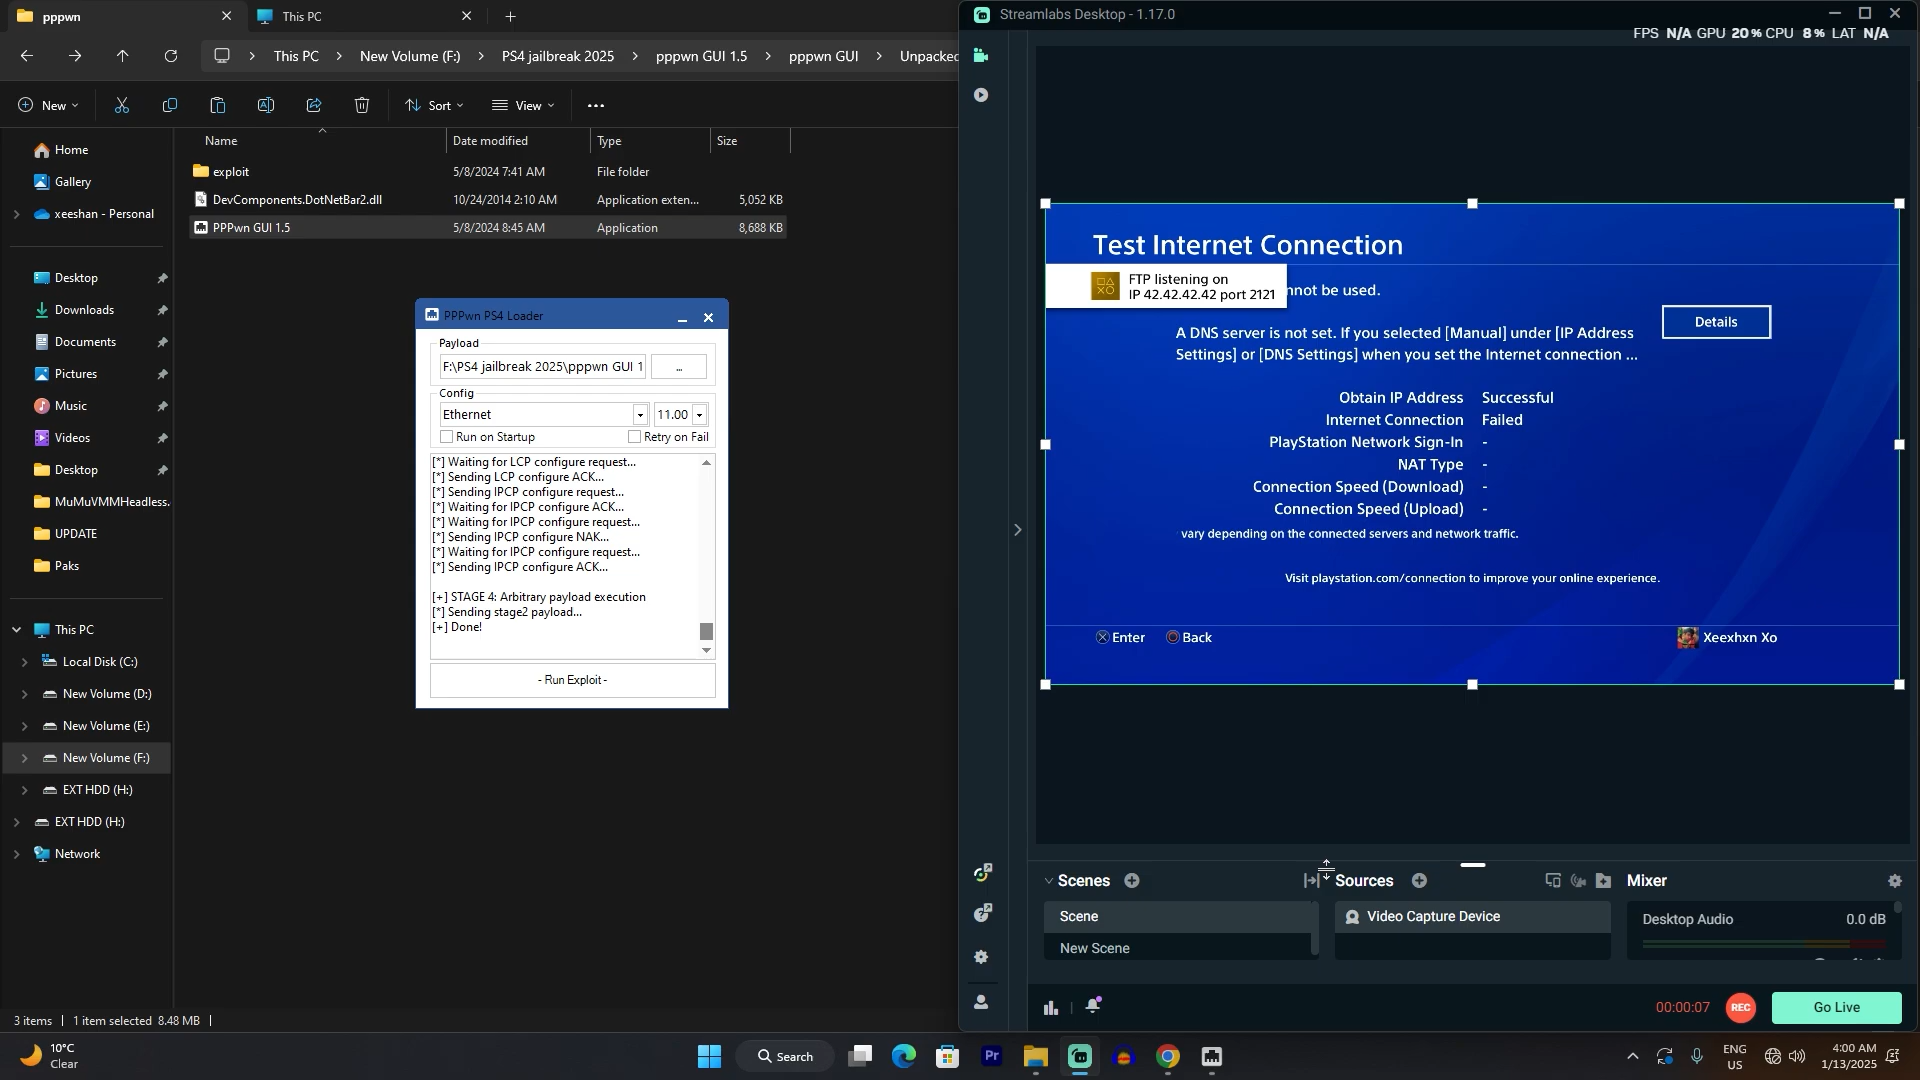 pppwn
This PC
Streamlabs Desktop - 1.17.0
FPS N/A GPU 20% CPU 8% LAT N/A
This PC
New Volume (F:)
PS4 jailbreak 2025
pppwn GUI 1.5
pppwn GUI
Unpacked
New
Sort
View
Name
Date modified
Type
Size
exploit
5/8/2024 7:41 AM
File folder
DevComponents.DotNetBar2.dll
10/24/2014 2:10 AM
Application exten...
5,052 KB
PPPwn GUI 1.5
5/8/2024 8:45 AM
Application
8,688 KB
Home
Gallery
xeeshan - Personal
Desktop
Downloads
Documents
Pictures
Music
Videos
Desktop
MuMuVMMHeadless.
UPDATE
Paks
This PC
Local Disk (C:)
New Volume (D:)
New Volume (E:)
New Volume (F:)
EXT HDD (H:)
EXT HDD (H:)
Network
3 items
1 item selected 8.48 MB
PPPwn PS4 Loader
Payload
F:\PS4 jailbreak 2025\pppwn GUI 1
...
Config
Ethernet
11.00
Run on Startup
Retry on Fail
[*] Waiting for LCP configure request...
[*] Sending LCP configure ACK...
[*] Sending IPCP configure request...
[*] Waiting for IPCP configure ACK...
[*] Waiting for IPCP configure request...
[*] Sending IPCP configure NAK...
[*] Waiting for IPCP configure request...
[*] Sending IPCP configure ACK...
[+] STAGE 4: Arbitrary payload execution
[*] Sending stage2 payload...
[+] Done!
- Run Exploit -
Test Internet Connection
FTP listening on
IP 42.42.42.42 port 2121
nnot be used.
A DNS server is not set. If you selected [Manual] under [IP Address
Settings] or [DNS Settings] when you set the Internet connection ...
Details
Obtain IP Address Successful
Internet Connection Failed
PlayStation Network Sign-In -
NAT Type -
Connection Speed (Download) -
Connection Speed (Upload) -
vary depending on the connected servers and network traffic.
Visit playstation.com/connection to improve your online experience.
Enter
Back
Xeexhxn Xo
Scenes
Scene
New Scene
Sources
Video Capture Device
Mixer
Desktop Audio
0.0 dB
00:00:07
REC
Go Live
10°C
Clear
Search
Pr
ENG
US
4:00 AM
1/13/2025